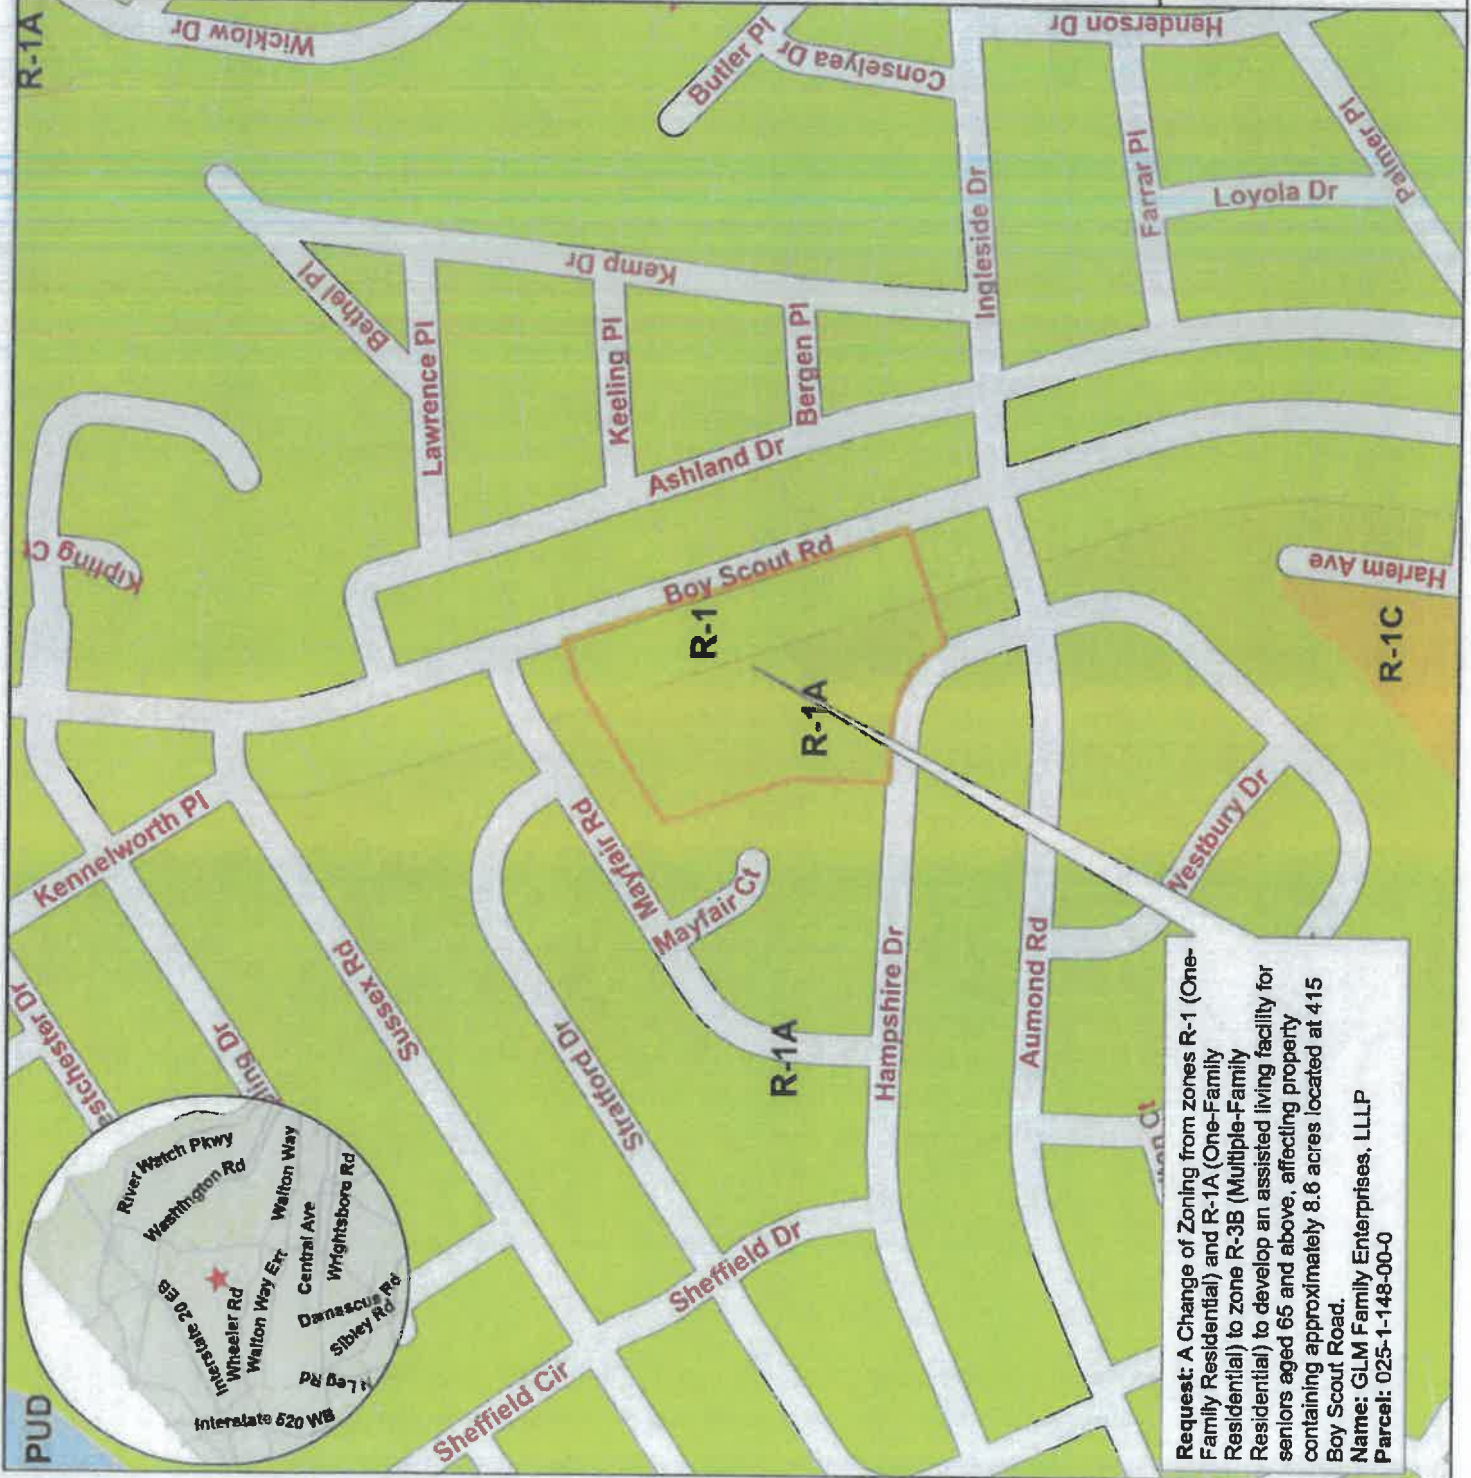 R-1A
Wicklow Dr
Butler Pl
Conselyea Dr
Henderson Dr
Palmer Pl
Farrar Pl
Loyola Dr
Ingleside Dr
Kemp Dr
Bethel Pl
Lawrence Pl
Keeling Pl
Bergen Pl
Ashland Dr
Kipling Ct
Boy Scout Rd
R-1
R-1A
Harlem Ave
R-1C
Kennelworth Pl
Mayfair Rd
Mayfair Ct
Westbury Dr
Sussex Rd
Stratford Dr
R-1A
Hampshire Dr
Aumond Rd
Sheffield Dr
Sheffield Cir
PUD
River Watch Pkwy
Washington Rd
Walton Way
Interstate 20 EB
Wheeler Rd
Walton Way Ext
Central Ave
Wrightsboro Rd
Damascus Rd
Sibley Rd
Leg Rd
Interstate 520 WB
Request: A Change of Zoning from zones R-1 (One-
Family Residential) and R-1A (One-Family
Residential) to zone R-3B (Multiple-Family
Residential) to develop an assisted living facility for
seniors aged 65 and above, affecting property
containing approximately 8.6 acres located at 415
Boy Scout Road.
Name: GLM Family Enterprises, LLLP
Parcel: 025-1-148-00-0